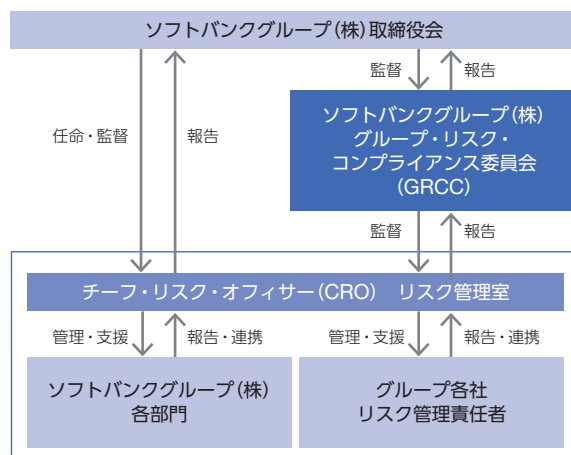 ソフトバンクグループ(株)取締役会
監督
報告
任命・監督
報告
ソフトバンクグループ(株)
グループ・リスク・
コンプライアンス委員会
(GRCC)
監督
報告
チーフ・リスク・オフィサー(CRO) リスク管理室
管理・支援
報告・連携
管理・支援
報告・連携
ソフトバンクグループ(株)
各部門
グループ各社
リスク管理責任者